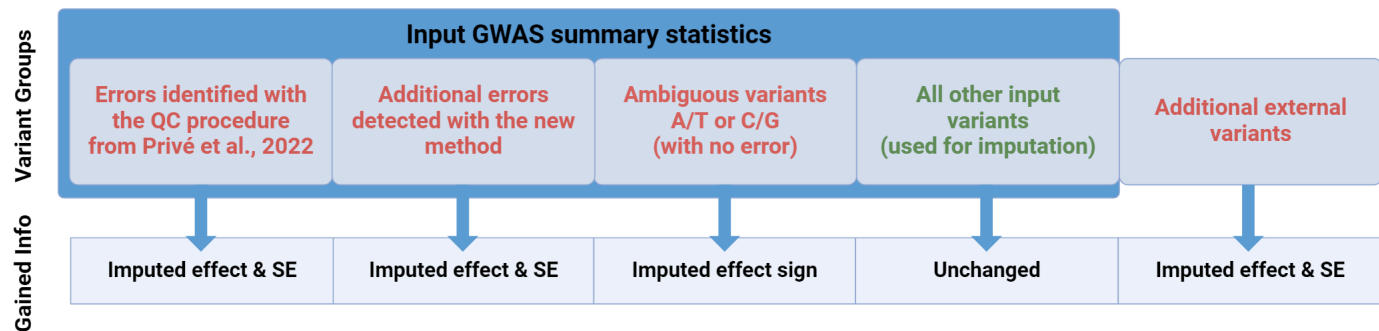 Variant Groups
Input GWAS summary statistics
Errors identified with
the QC procedure
from Privé et al., 2022
Additional errors
detected with the new
method
Ambiguous variants
A/T or C/G
(with no error)
All other input
variants
(used for imputation)
Additional external
variants
Gained Info
Imputed effect & SE
Imputed effect & SE
Imputed effect sign
Unchanged
Imputed effect & SE